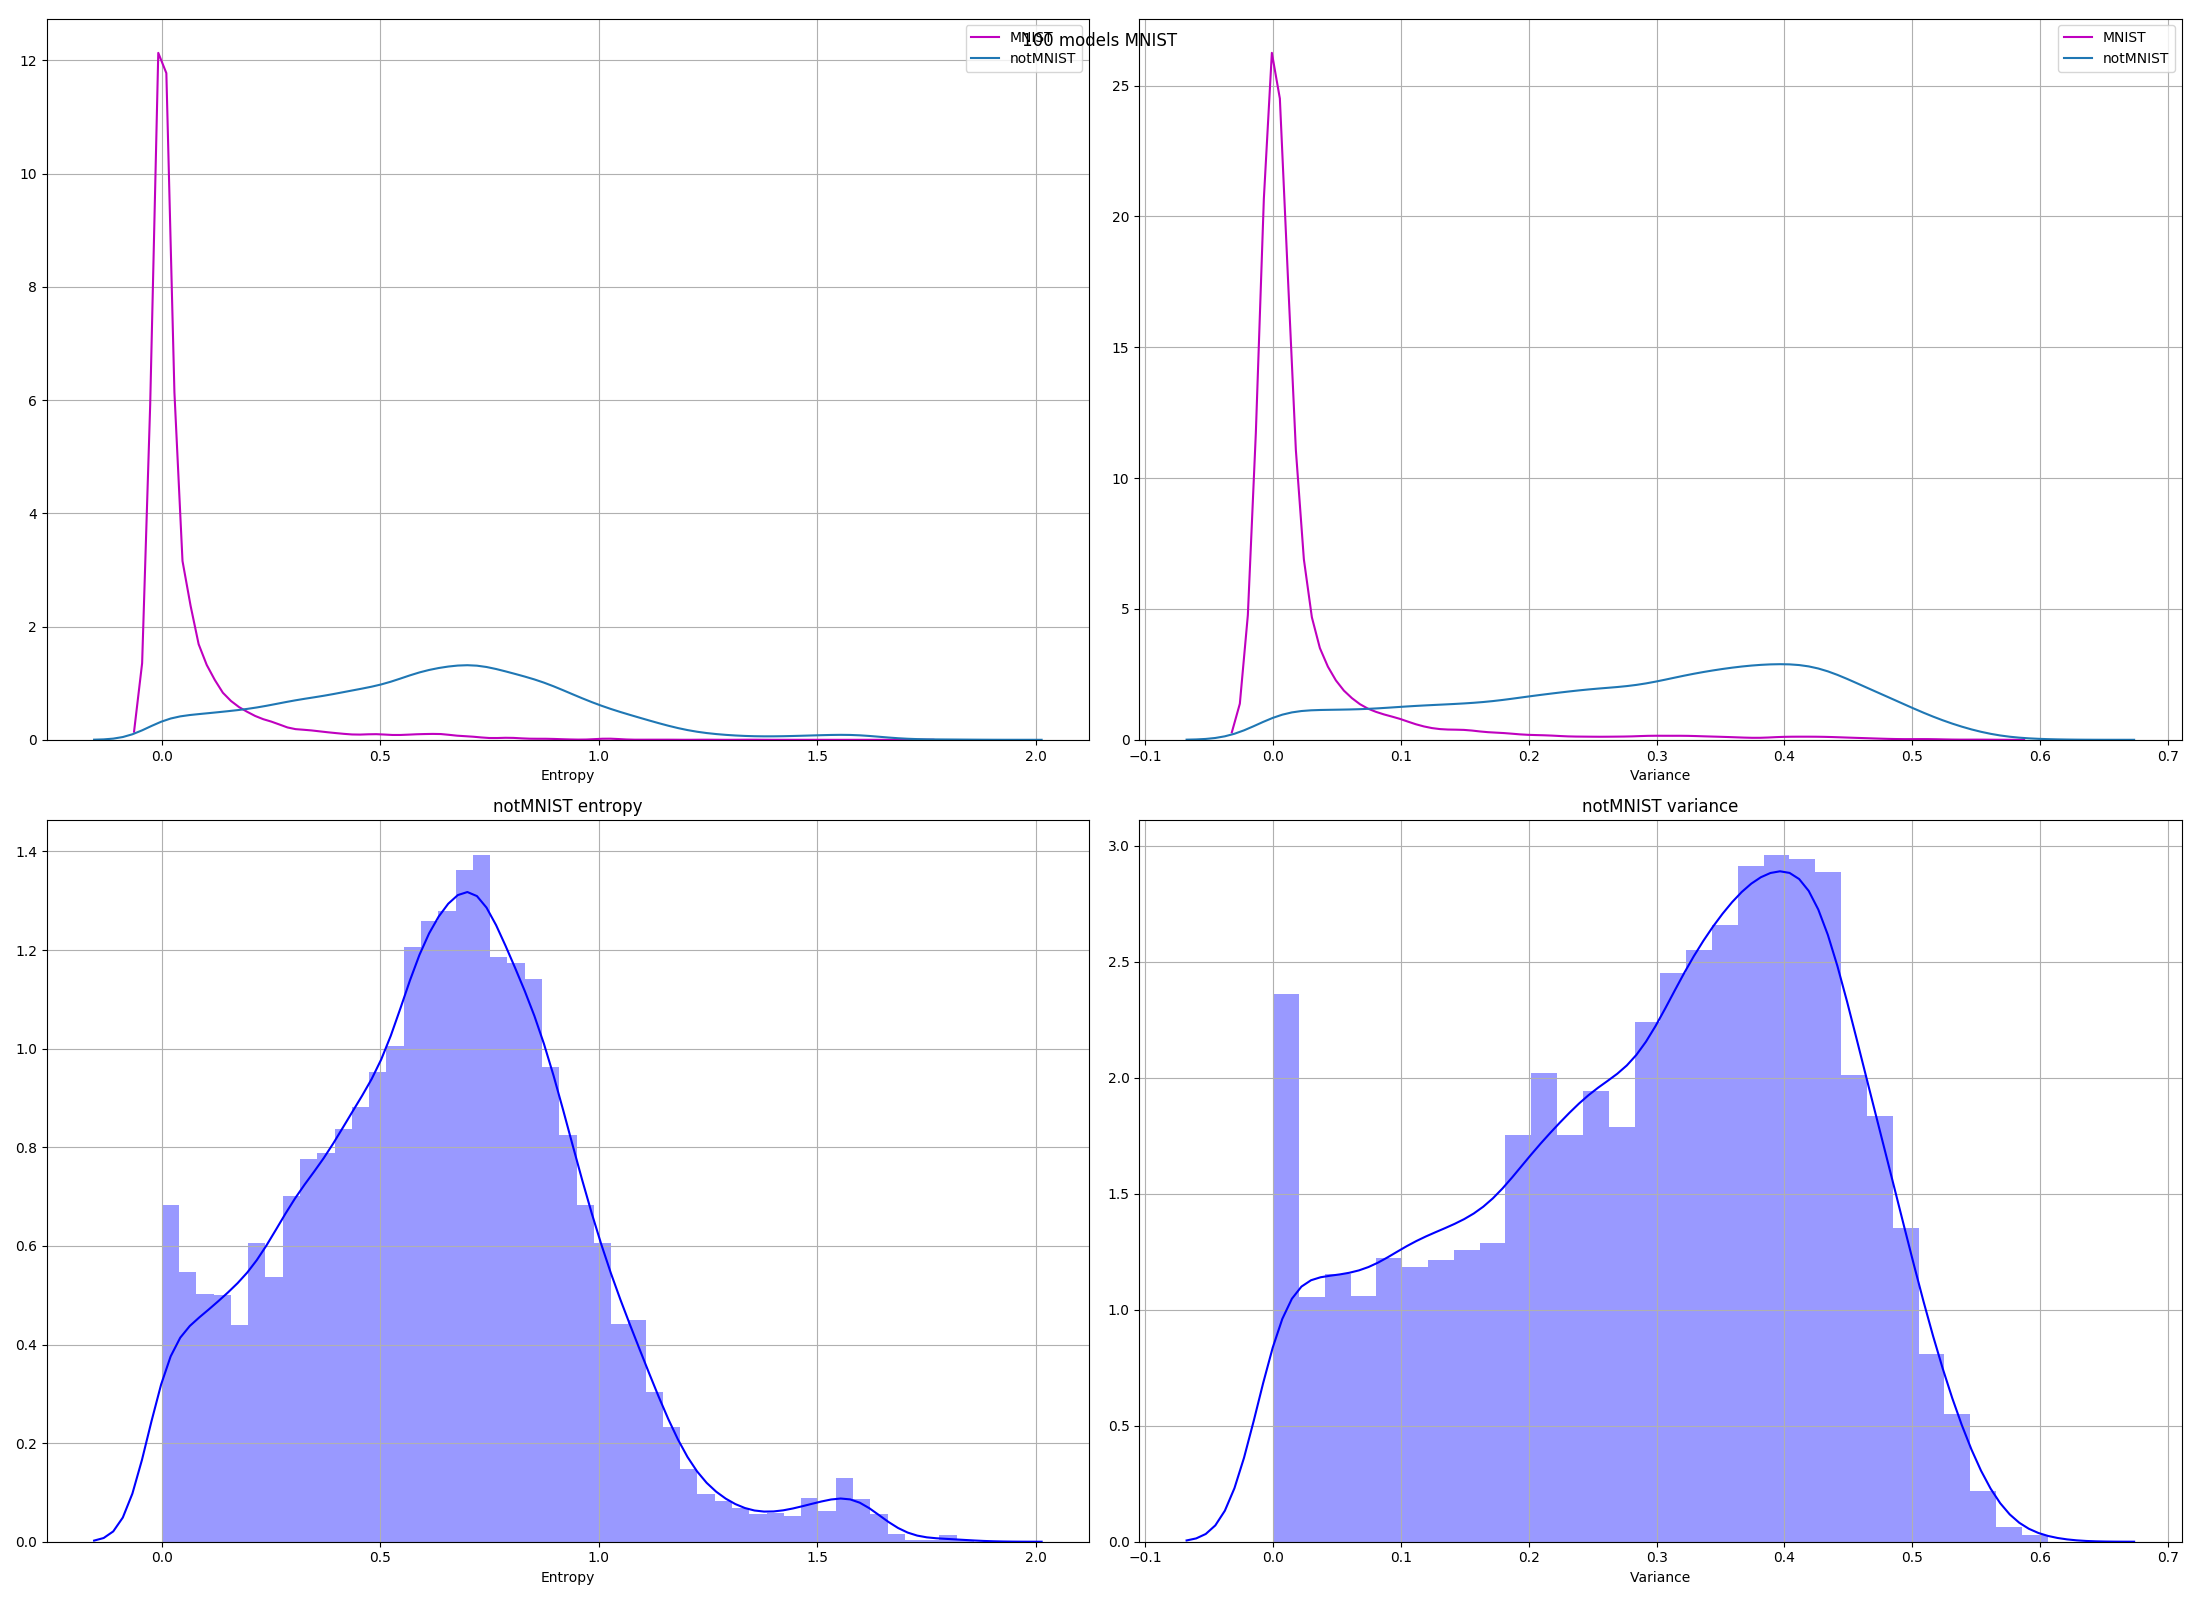 100 models MNIST
MNIST
notMNIST
12
10
8
6
4
2
0
0.0 0.5 1.0 1.5 2.0
Entropy
MNIST
notMNIST
25
20
15
10
5
0
−0.1 0.0 0.1 0.2 0.3 0.4 0.5 0.6 0.7
Variance
notMNIST entropy
1.4
1.2
1.0
0.8
0.6
0.4
0.2
0.0
0.0 0.5 1.0 1.5 2.0
Entropy
notMNIST variance
3.0
2.5
2.0
1.5
1.0
0.5
0.0
−0.1 0.0 0.1 0.2 0.3 0.4 0.5 0.6 0.7
Variance